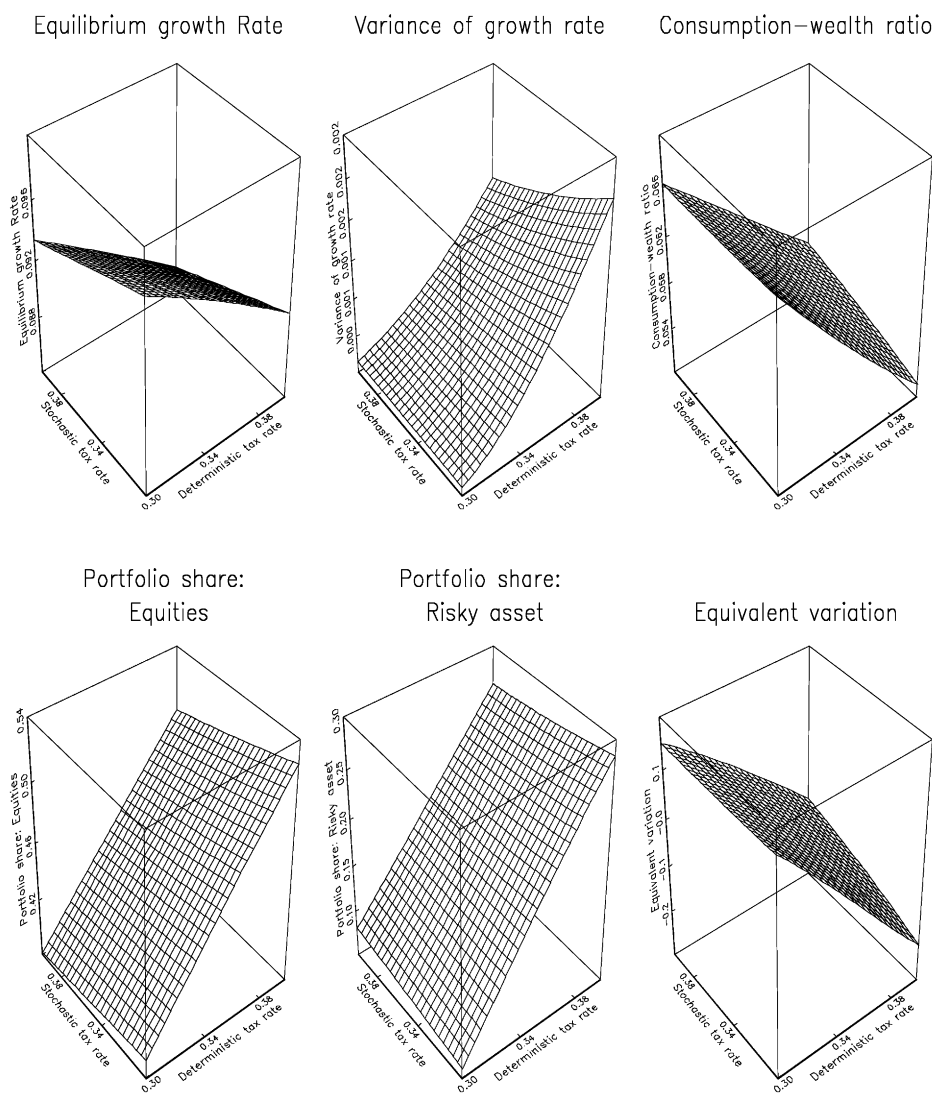 Equilibrium growth Rate
Equilibrium growth Rate
0.088
0.092
0.096
Stochastic tax rate
0.38
0.34
0.30
Deterministic tax rate
0.34
0.38
Variance of growth rate
Variance of growth rate
0.000
0.001
0.001
0.002
0.002
0.002
Stochastic tax rate
0.38
0.34
0.30
Deterministic tax rate
0.34
0.38
Consumption-wealth ratio
Consumption-wealth ratio
0.054
0.058
0.062
0.066
Stochastic tax rate
0.38
0.34
0.30
Deterministic tax rate
0.34
0.38
Portfolio share:
Equities
Portfolio share: Equities
0.42
0.46
0.50
0.54
Stochastic tax rate
0.38
0.34
0.30
Deterministic tax rate
0.34
0.38
Portfolio share:
Risky asset
Portfolio share: Risky asset
0.10
0.15
0.20
0.25
0.30
Stochastic tax rate
0.38
0.34
0.30
Deterministic tax rate
0.34
0.38
Equivalent variation
Equivalent variation
-0.2
-0.1
-0.0
0.1
Stochastic tax rate
0.38
0.34
0.30
Deterministic tax rate
0.34
0.38